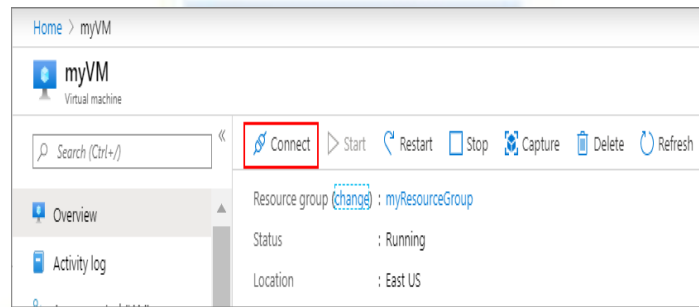 Home > myVM
myVM
Virtual machine
Search (Ctrl+/)
«
Connect Start Restart Stop Capture Delete Refresh
Resource group (change) : myResourceGroup
Overview
Status : Running
Activity log
Location : East US